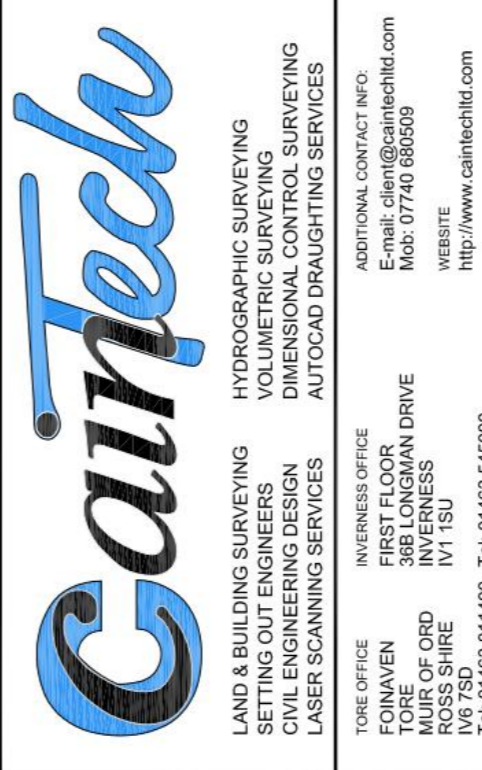 CainTech
LAND & BUILDING SURVEYING
SETTING OUT ENGINEERS
CIVIL ENGINEERING DESIGN
LASER SCANNING SERVICES
HYDROGRAPHIC SURVEYING
VOLUMETRIC SURVEYING
DIMENSIONAL CONTROL SURVEYING
AUTOCAD DRAUGHTING SERVICES
TORE OFFICE
FOINAVEN
TORE
MUIR OF ORD
ROSS SHIRE
IV6 7SD
INVERNESS OFFICE
FIRST FLOOR
36B LONGMAN DRIVE
INVERNESS
IV1 1SU
ADDITIONAL CONTACT INFO:
E-mail: client@caintechltd.com
Mob: 07740 680509
WEBSITE
http://www.caintechltd.com